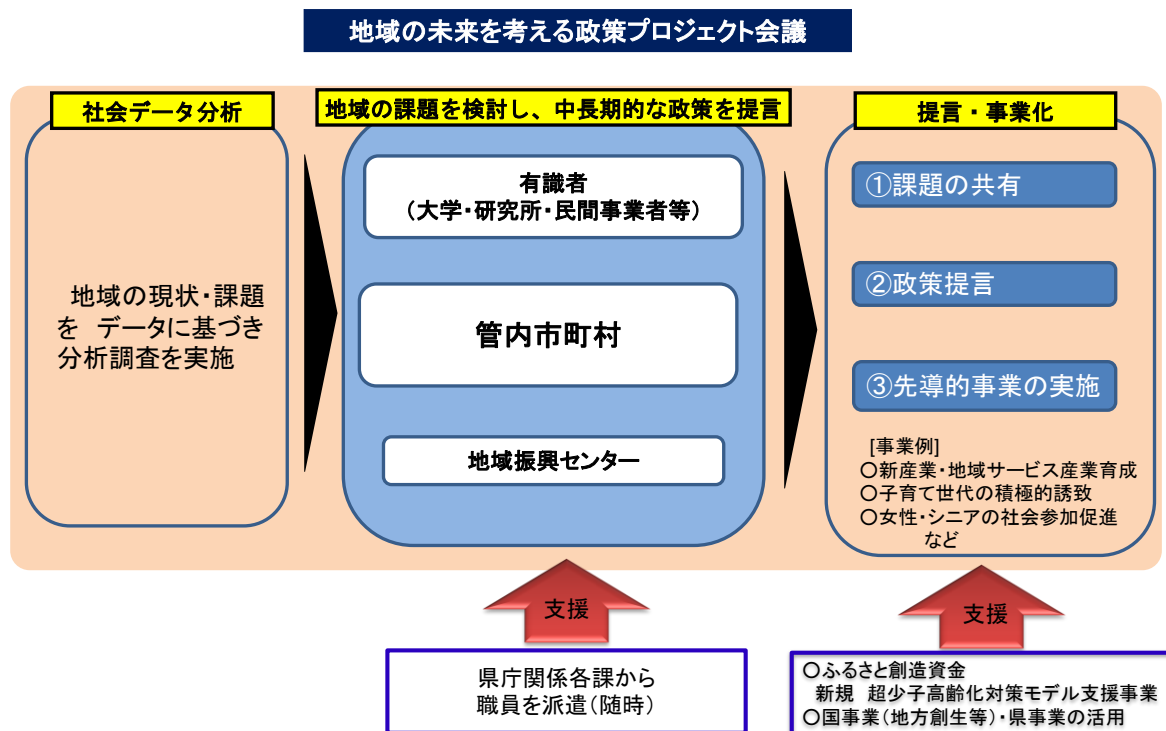 地域の未来を考える政策プロジェクト会議
社会データ分析
地域の現状・課題
を データに基づき
分析調査を実施
地域の課題を検討し、中長期的な政策を提言
有識者
（大学・研究所・民間事業者等）
管内市町村
地域振興センター
提言・事業化
①課題の共有
②政策提言
③先導的事業の実施
[事業例]
○新産業・地域サービス産業育成
○子育て世代の積極的誘致
○女性・シニアの社会参加促進
など
支援
県庁関係各課から
職員を派遣（随時）
支援
○ふるさと創造資金
新規 超少子高齢化対策モデル支援事業
○国事業（地方創生等）・県事業の活用